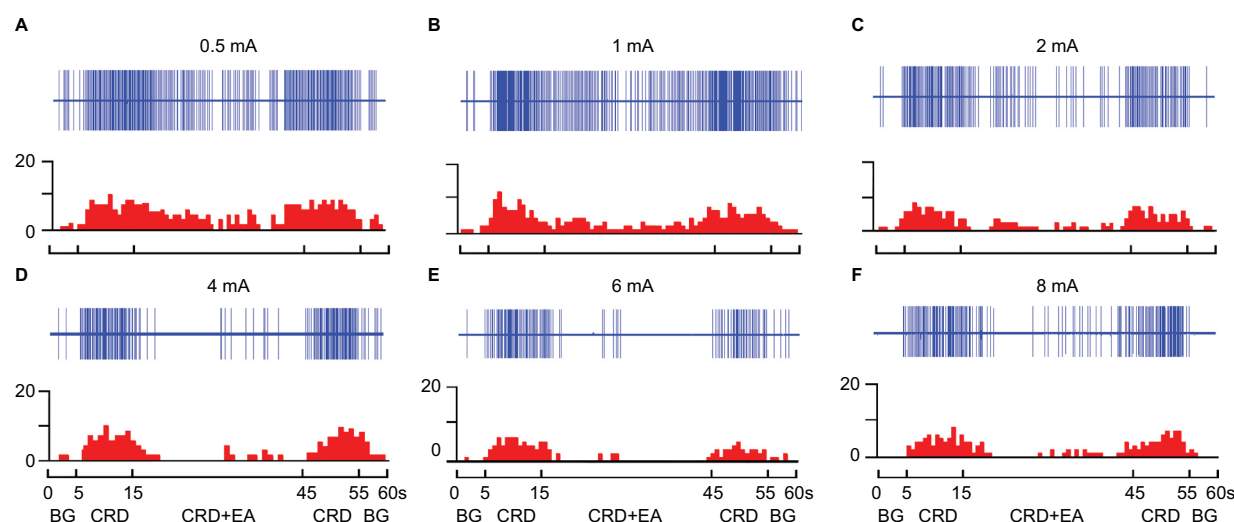 A
0.5 mA
B
1 mA
C
2 mA
20
0
D
4 mA
E
6 mA
F
8 mA
20
0
20
0
20
0
0 5 15 45 55 60s
BG CRD CRD+EA CRD BG
0 5 15 45 55 60s
BG CRD CRD+EA CRD BG
0 5 15 45 55 60s
BG CRD CRD+EA CRD BG